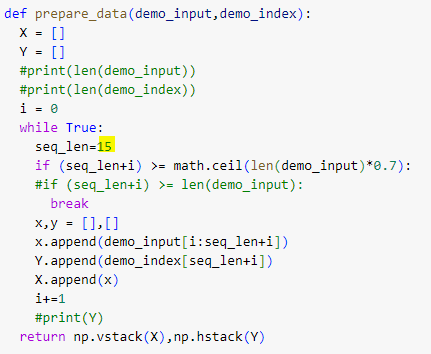 def prepare_data(demo_input,demo_index):
  X = []
  Y = []
  #print(len(demo_input))
  #print(len(demo_index))
  i = 0
  while True:
    seq_len=15
    if (seq_len+i) >= math.ceil(len(demo_input)*0.7):
    #if (seq_len+i) >= len(demo_input):
      break
    x,y = [],[]
    x.append(demo_input[i:seq_len+i])
    Y.append(demo_index[seq_len+i])
    X.append(x)
    i+=1
    #print(Y)
  return np.vstack(X),np.hstack(Y)